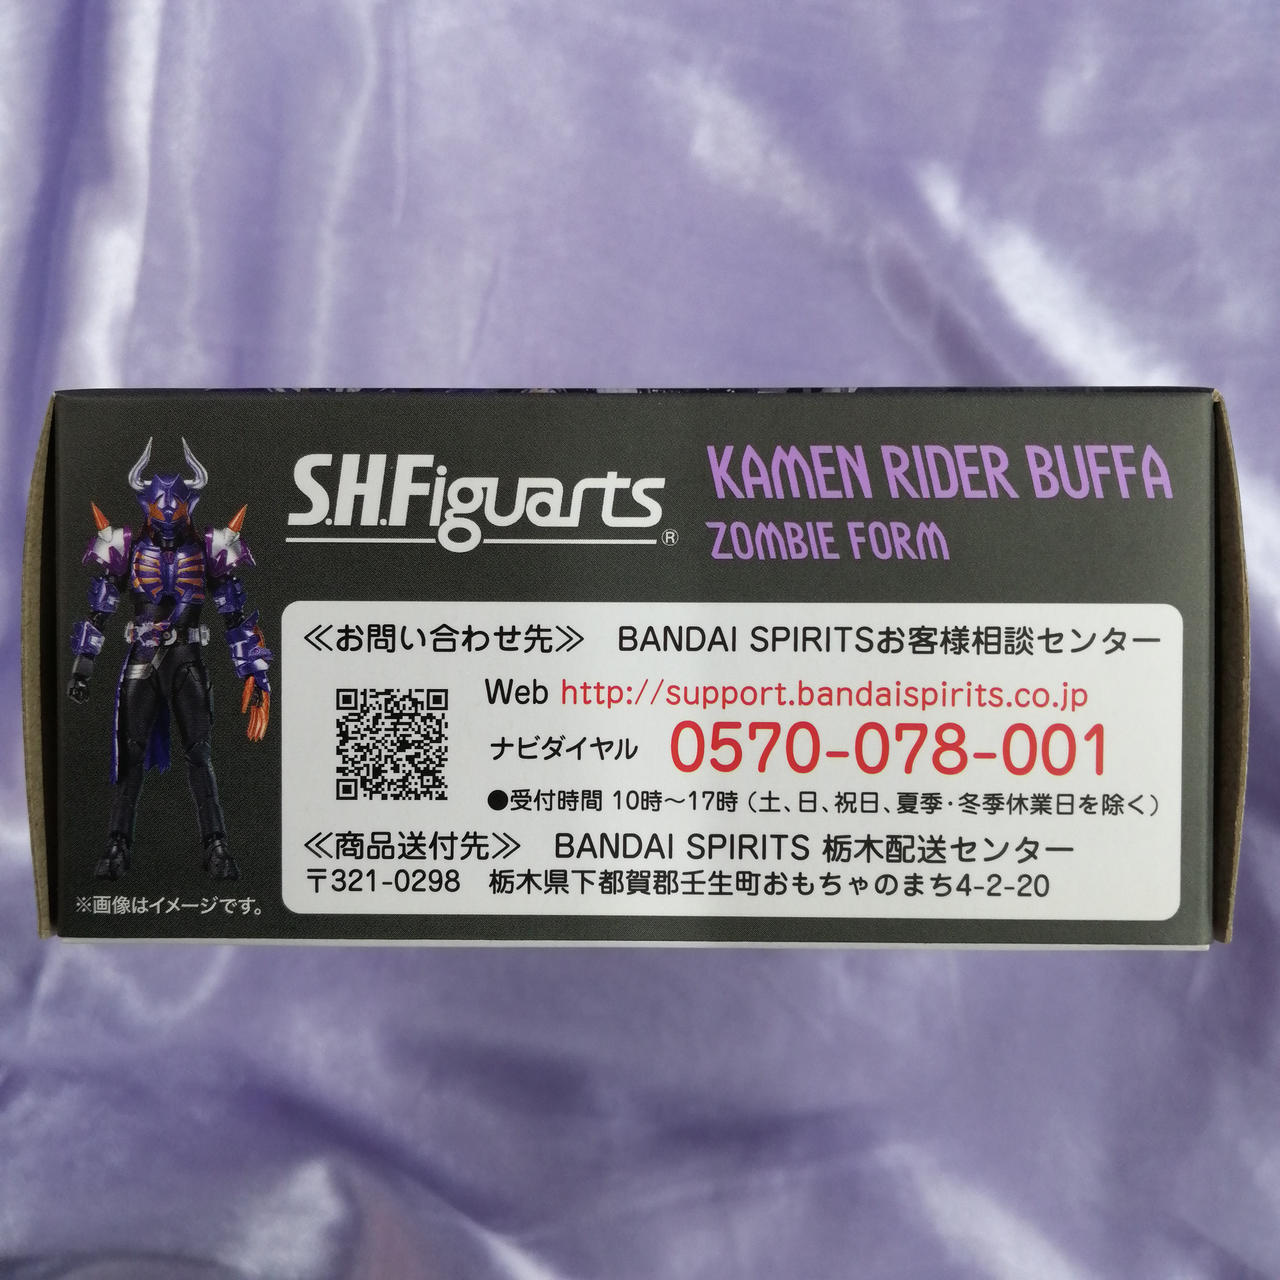 S.H.Figuarts®
KAMEN RIDER BUFFA
ZOMBIE FORM
≪お問い合わせ先≫ BANDAI SPIRITSお客様相談センター
Web http://support.bandaispirits.co.jp
ナビダイヤル 0570-078-001
●受付時間 10時～17時（土、日、祝日、夏季・冬季休業日を除く）
≪商品送付先≫ BANDAI SPIRITS 栃木配送センター
〒321-0298 栃木県下都賀郡壬生町おもちゃのまち4-2-20
※画像はイメージです。